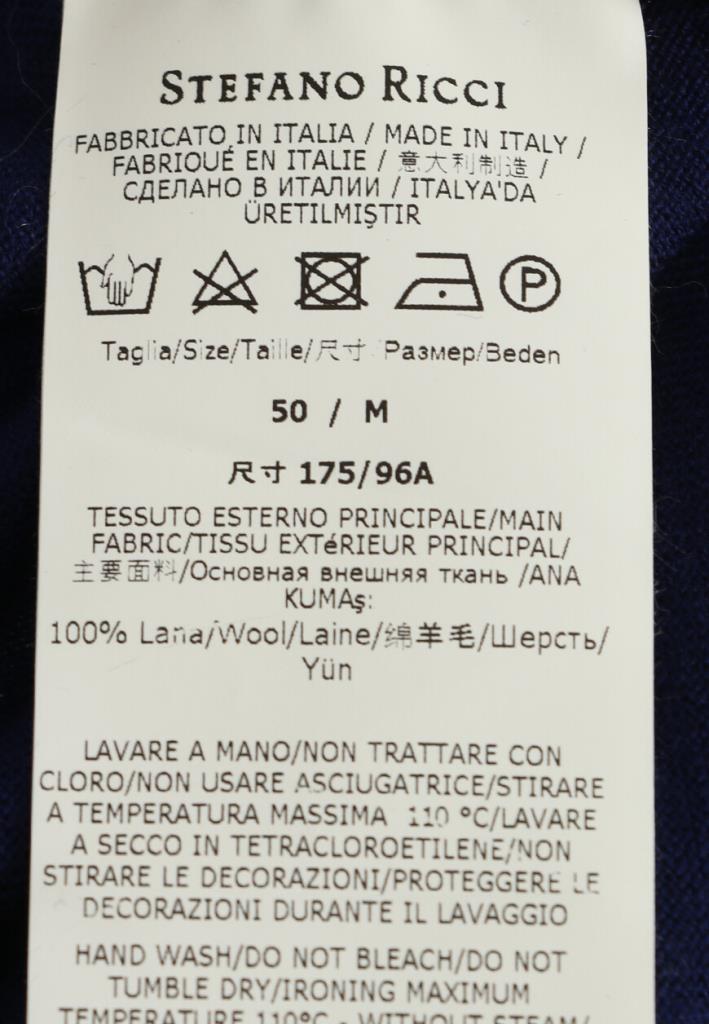 STEFANO RICCI
FABBRICATO IN ITALIA / MADE IN ITALY /
FABRIQUÉ EN ITALIE / 意大利制造 /
СДЕЛАНО В ИТАЛИИ / ITALYA'DA
ÜRETILMIŞTIR
P
Taglia/Size/Taille/尺寸 Размер/Beden
50 / M
尺寸 175/96A
TESSUTO ESTERNO PRINCIPALE/MAIN
FABRIC/TISSU EXTéRIEUR PRINCIPAL/
主要面料/Основная внешняя ткань /ANA
KUMAş:
100% Lana/Wool/Laine/绵羊毛/Шерсть/
Yün
LAVARE A MANO/NON TRATTARE CON
CLORO/NON USARE ASCIUGATRICE/STIRARE
A TEMPERATURA MASSIMA 110 °C/LAVARE
A SECCO IN TETRACLOROETILENE/NON
STIRARE LE DECORAZIONI/PROTEGGERE LE
DECORAZIONI DURANTE IL LAVAGGIO
HAND WASH/DO NOT BLEACH/DO NOT
TUMBLE DRY/IRONING MAXIMUM
TEMPERATURE 110°C - WITHOUT STEAM/